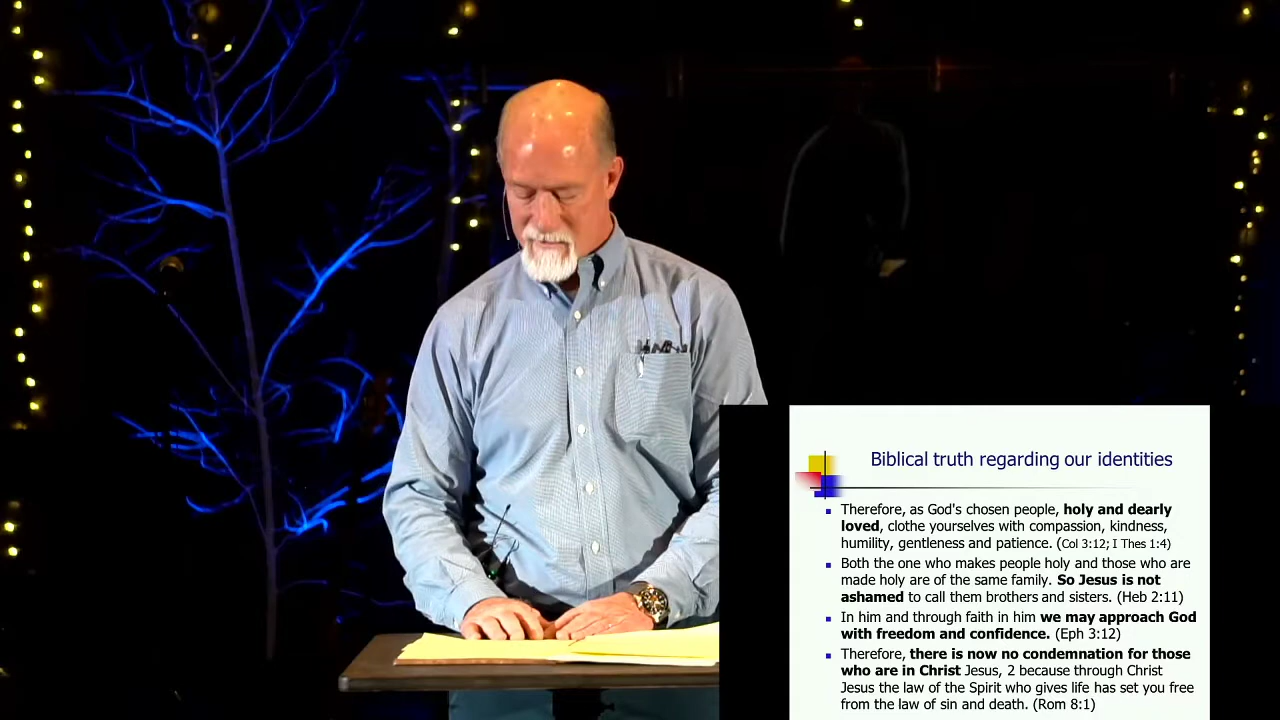 Biblical truth regarding our identities
Therefore, as God's chosen people, holy and dearly
loved, clothe yourselves with compassion, kindness,
humility, gentleness and patience. (Col 3:12; I Thes 1:4)
Both the one who makes people holy and those who are
made holy are of the same family. So Jesus is not
ashamed to call them brothers and sisters. (Heb 2:11)
In him and through faith in him we may approach God
with freedom and confidence. (Eph 3:12)
Therefore, there is now no condemnation for those
who are in Christ Jesus, 2 because through Christ
Jesus the law of the Spirit who gives life has set you free
from the law of sin and death. (Rom 8:1)